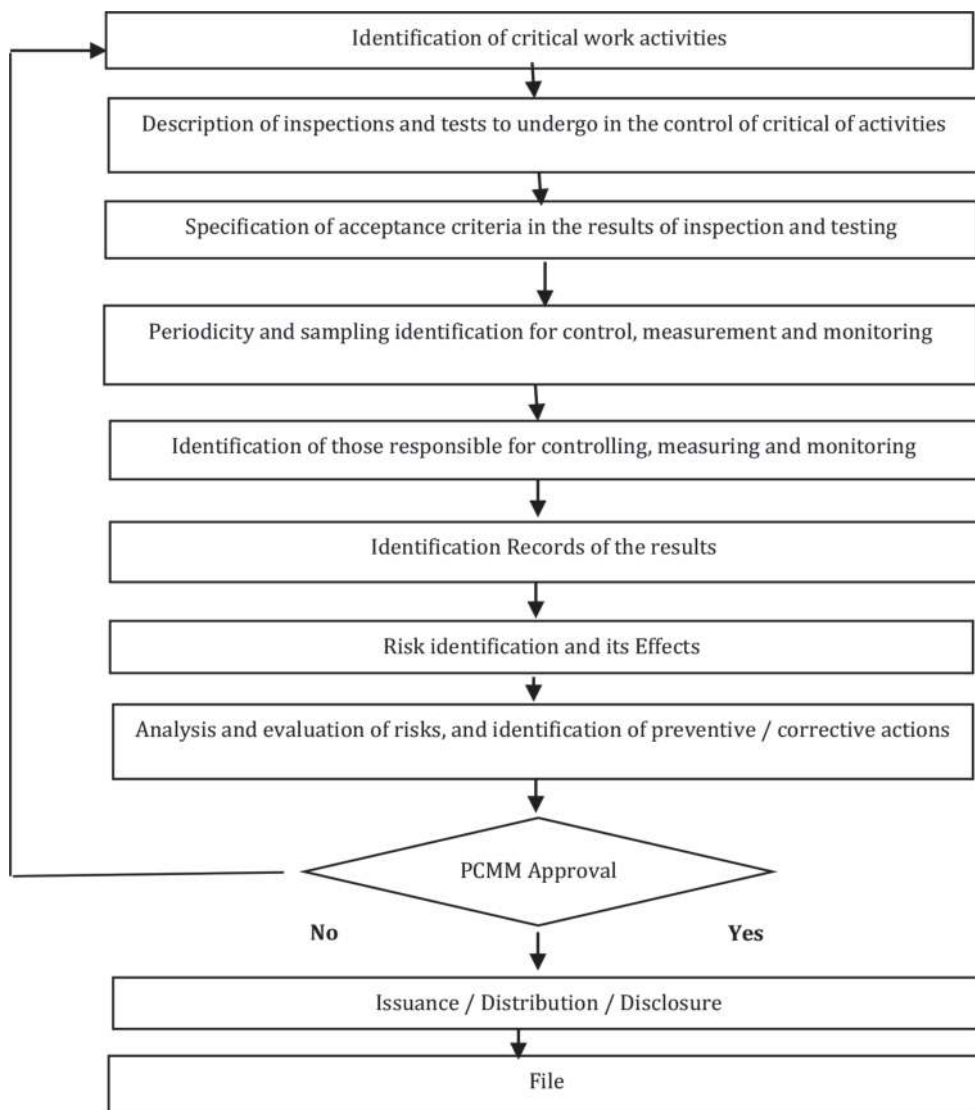 Identification of critical work activities
Description of inspections and tests to undergo in the control of critical of activities
Specification of acceptance criteria in the results of inspection and testing
Periodicity and sampling identification for control, measurement and monitoring
Identification of those responsible for controlling, measuring and monitoring
Identification Records of the results
Risk identification and its Effects
Analysis and evaluation of risks, and identification of preventive / corrective actions
PCMM Approval
No
Yes
Issuance / Distribution / Disclosure
File